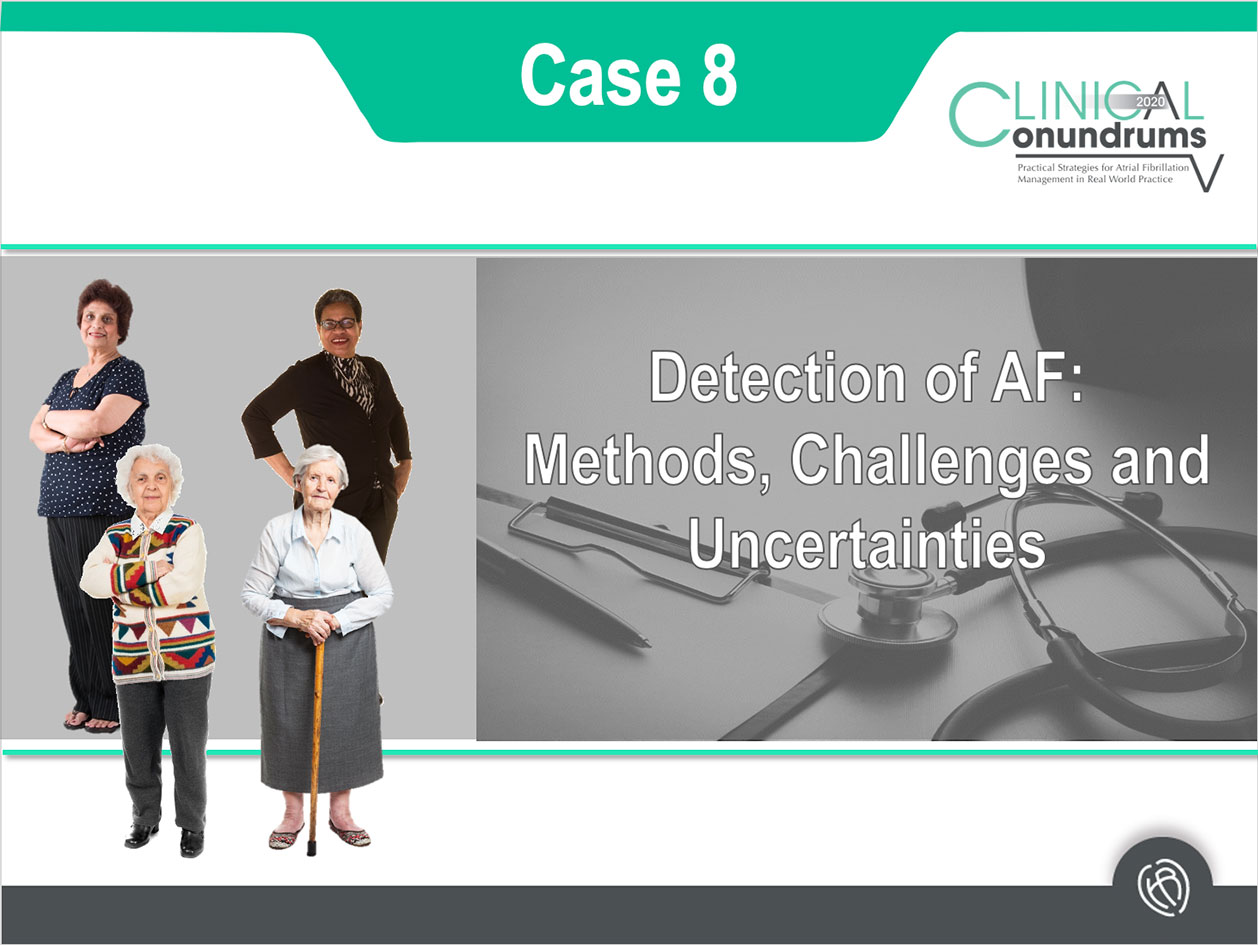 Case 8
CLINICAL
2020
Conundrums
Practical Strategies for Atrial Fibrillation
Management in Real World Practice
V
Detection of AF:
Methods, Challenges and
Uncertainties